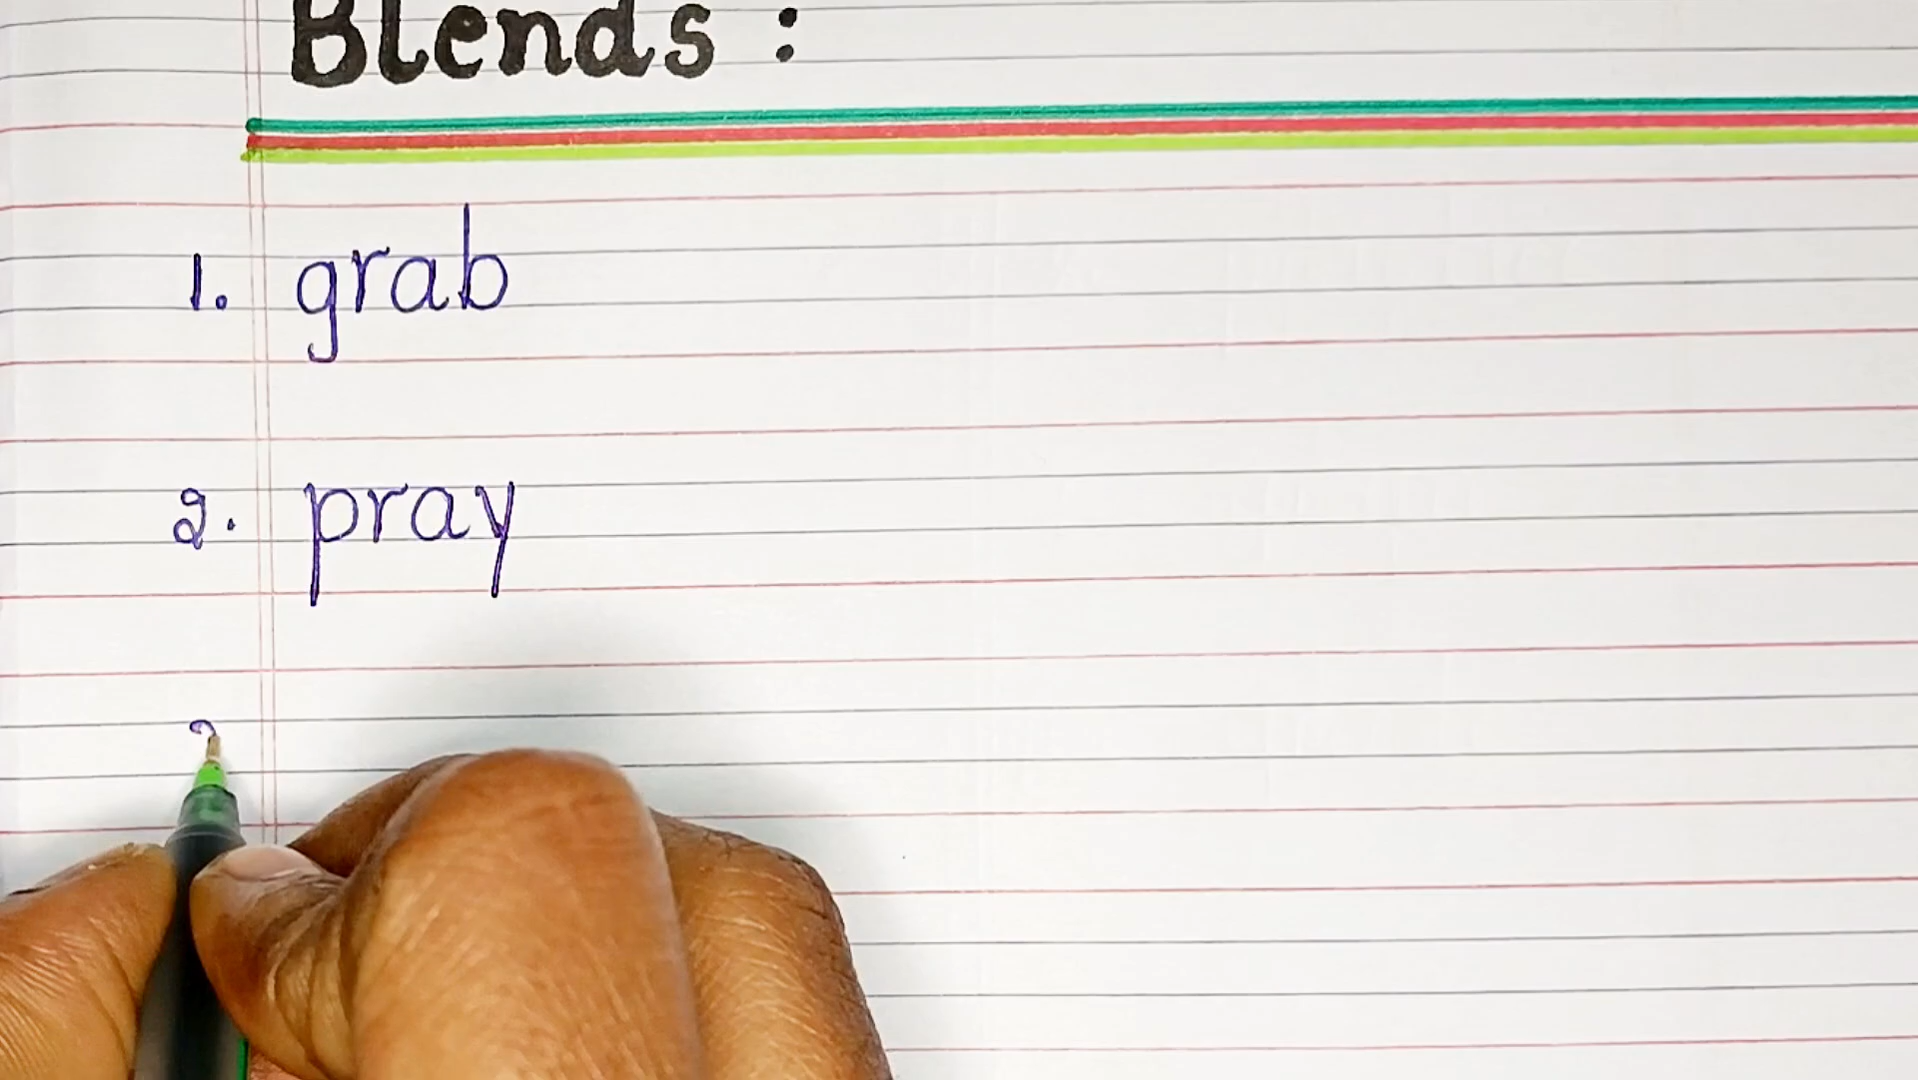 Blends :
1. grab
2. pray